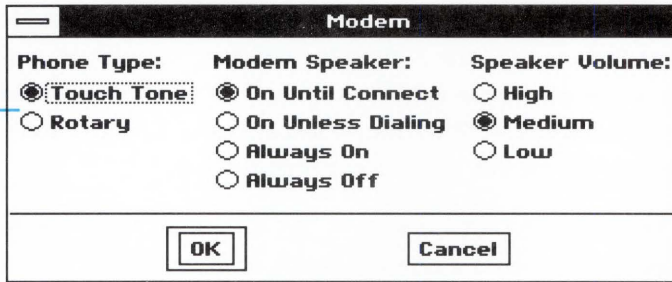 Modem
Phone Type:
Touch Tone
Rotary
Modem Speaker:
On Until Connect
On Unless Dialing
Always On
Always Off
Speaker Volume:
High
Medium
Low
OK
Cancel